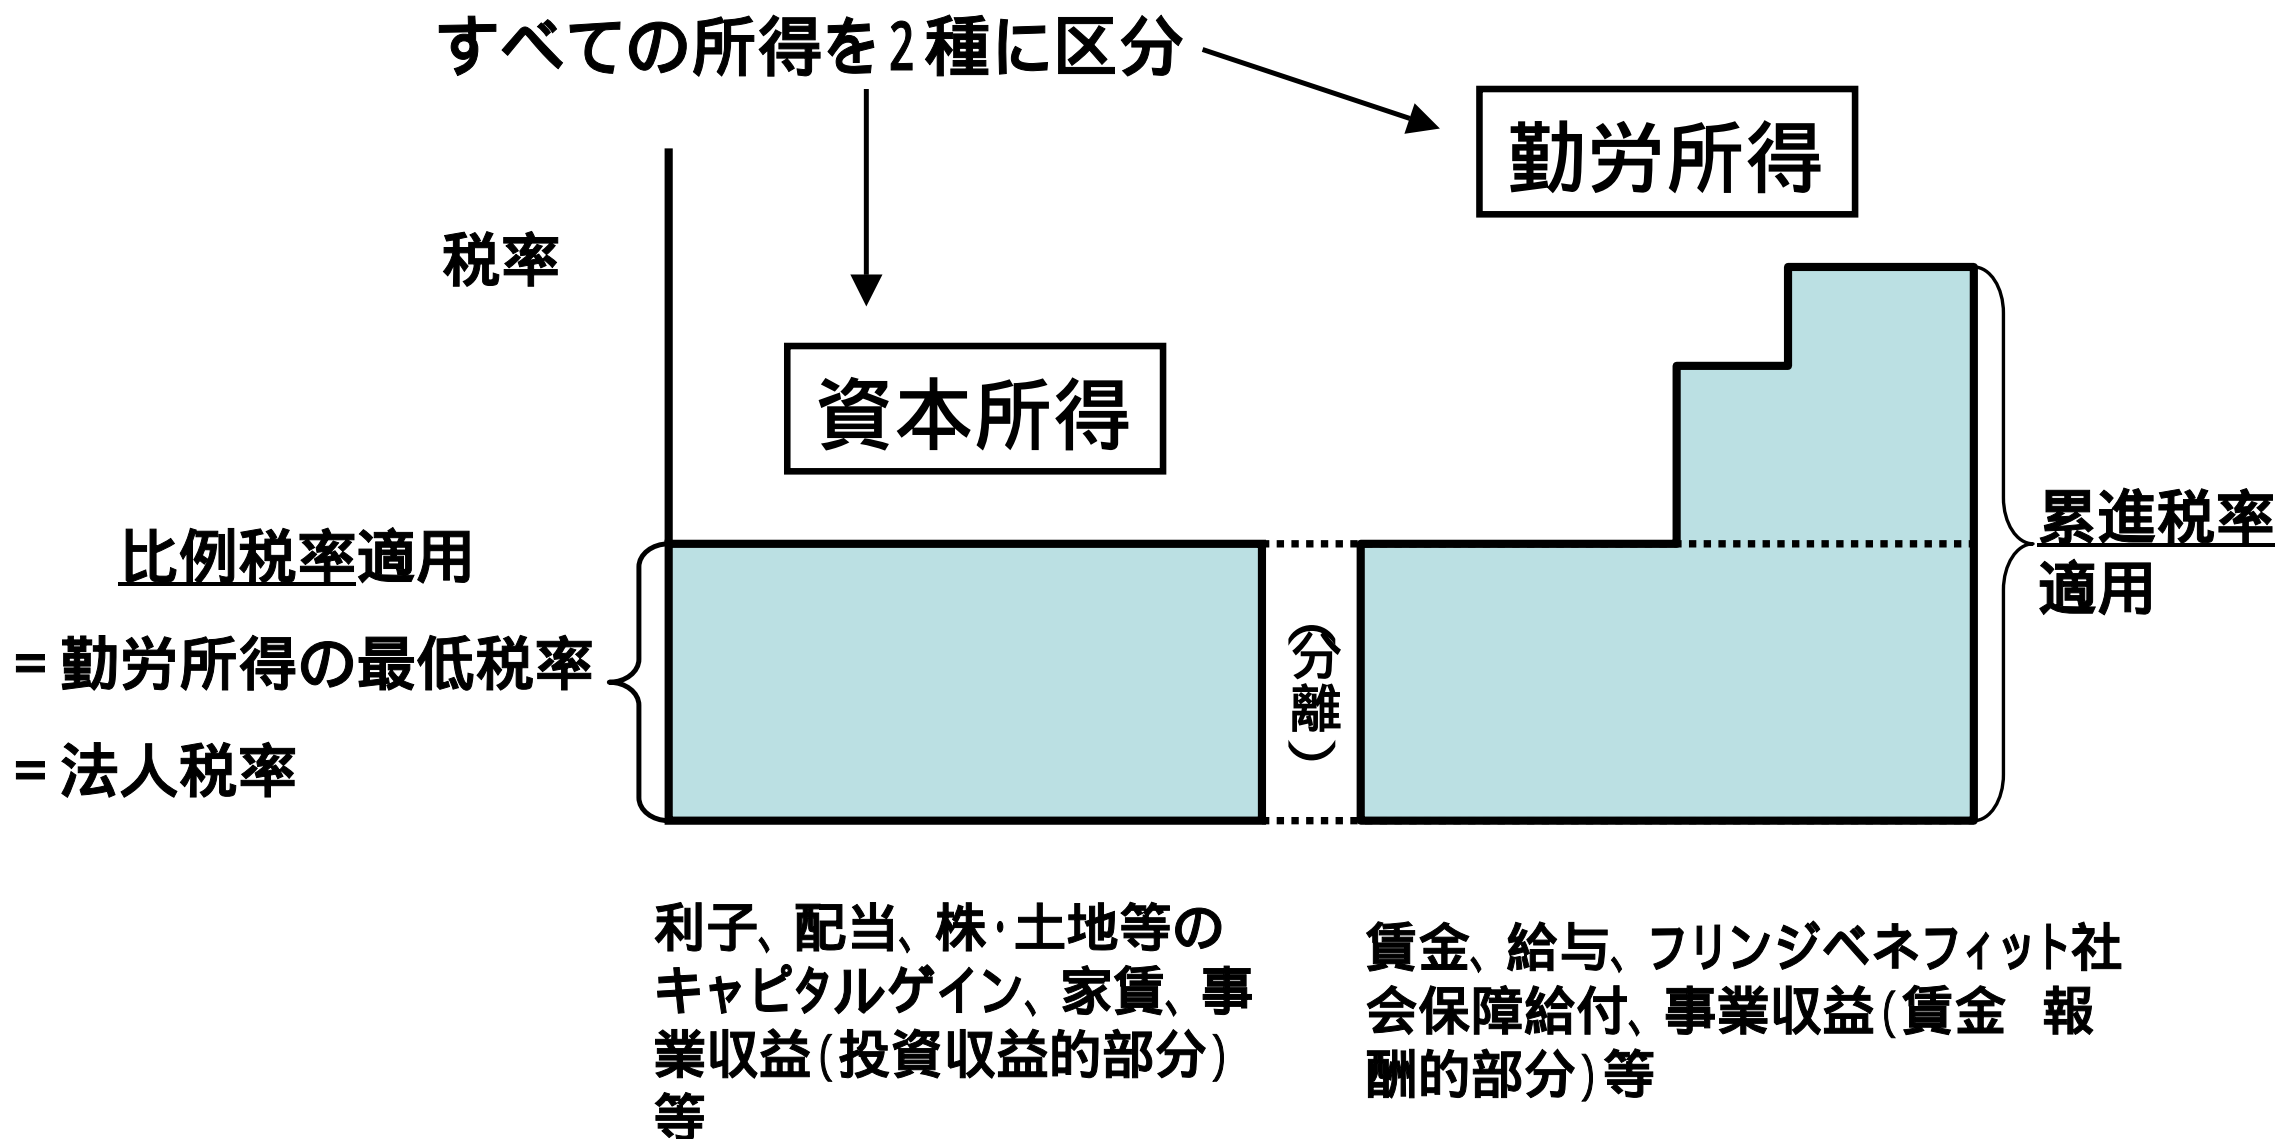 すべての所得を2種に区分
勤労所得
税率
資本所得
比例税率適用
=勤労所得の最低税率
=法人税率
(分離)
累進税率
適用
利子、配当、株・土地等の
キャピタルゲイン、家賃、事
業収益(投資収益的部分)
等
賃金、給与、フリンジベネフィット社
会保障給付、事業収益(賃金 報
酬的部分)等